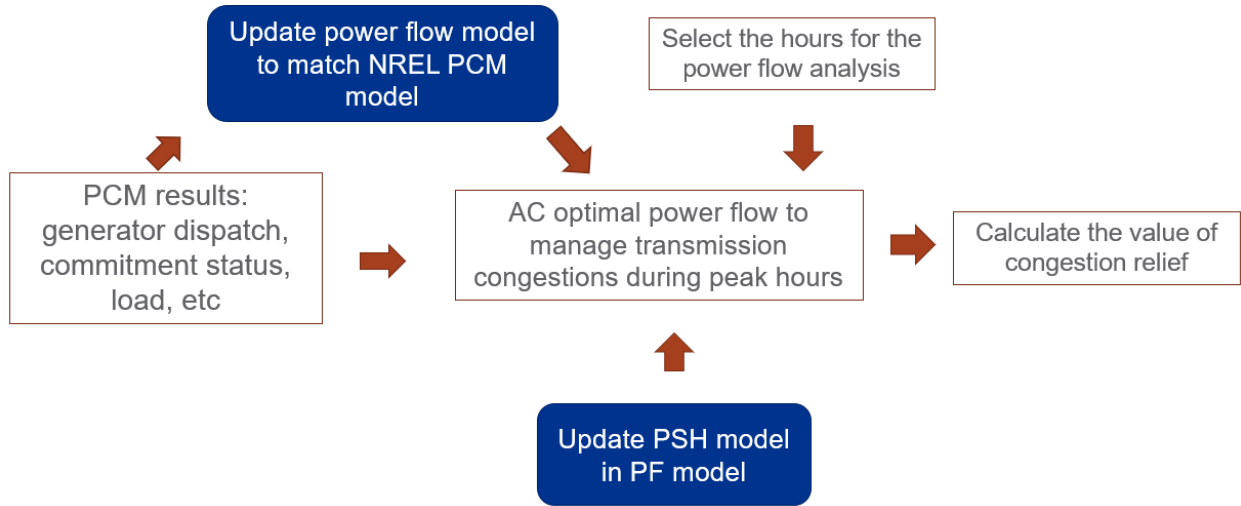 Update power flow model
to match NREL PCM
model
Select the hours for the
power flow analysis
PCM results:
generator dispatch,
commitment status,
load, etc
AC optimal power flow to
manage transmission
congestions during peak hours
Calculate the value of
congestion relief
Update PSH model
in PF model